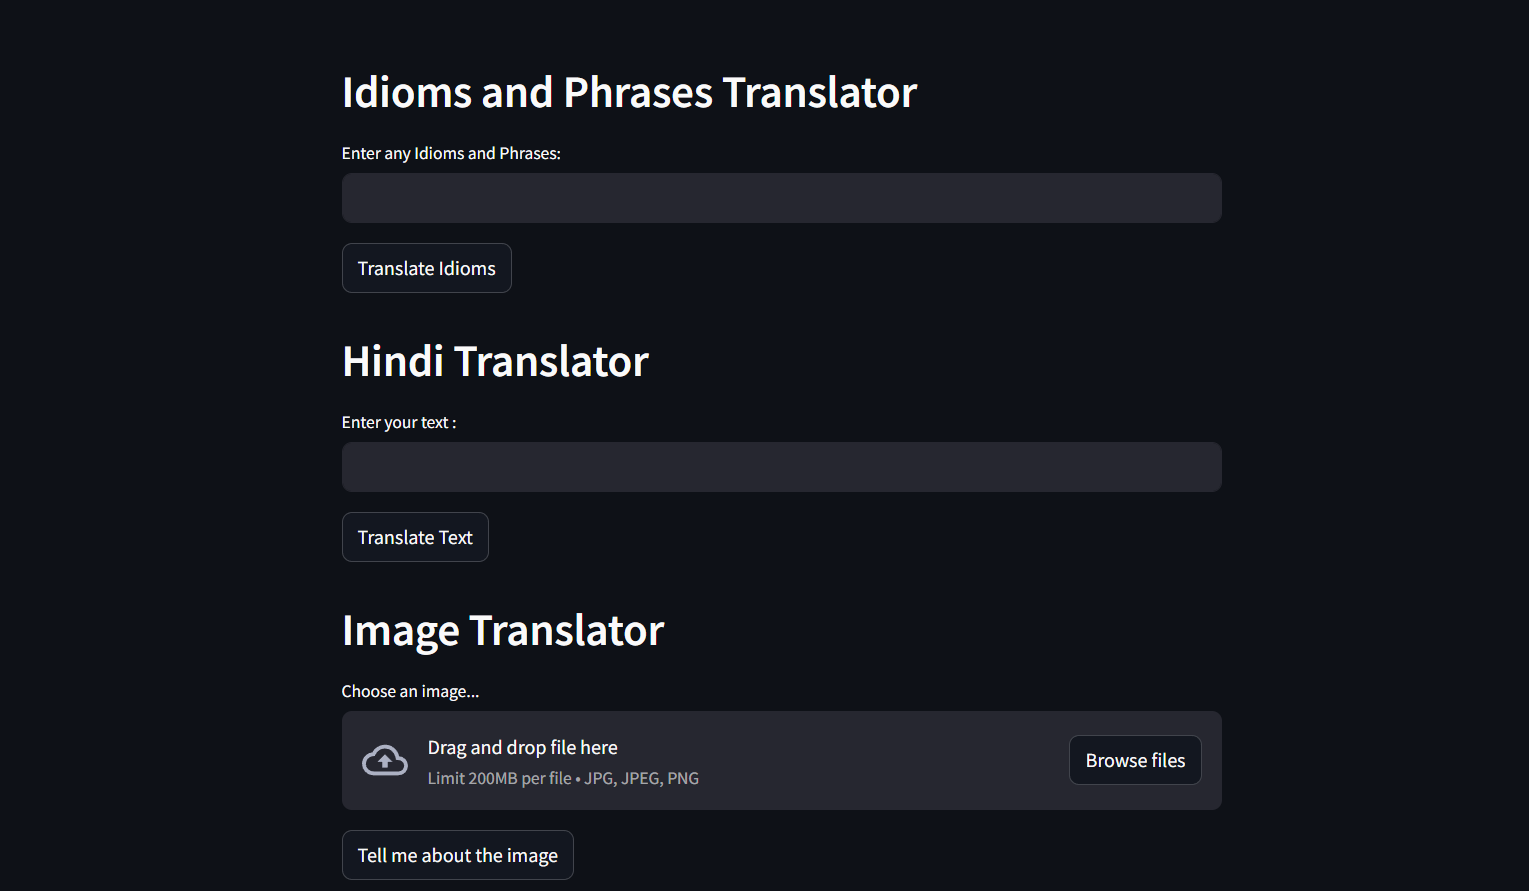 Idioms and Phrases Translator
Enter any Idioms and Phrases:
Translate Idioms
Hindi Translator
Enter your text :
Translate Text
Image Translator
Choose an image...
Drag and drop file here
Limit 200MB per file • JPG, JPEG, PNG
Browse files
Tell me about the image